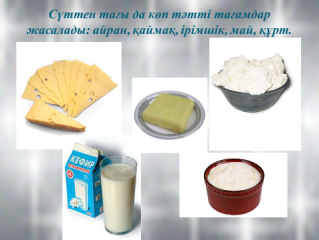 Сүттен тағы да көп тәтті тағамдар
жасалады: айран, қаймақ, ірімшік, май, құрт.
КЕФИР